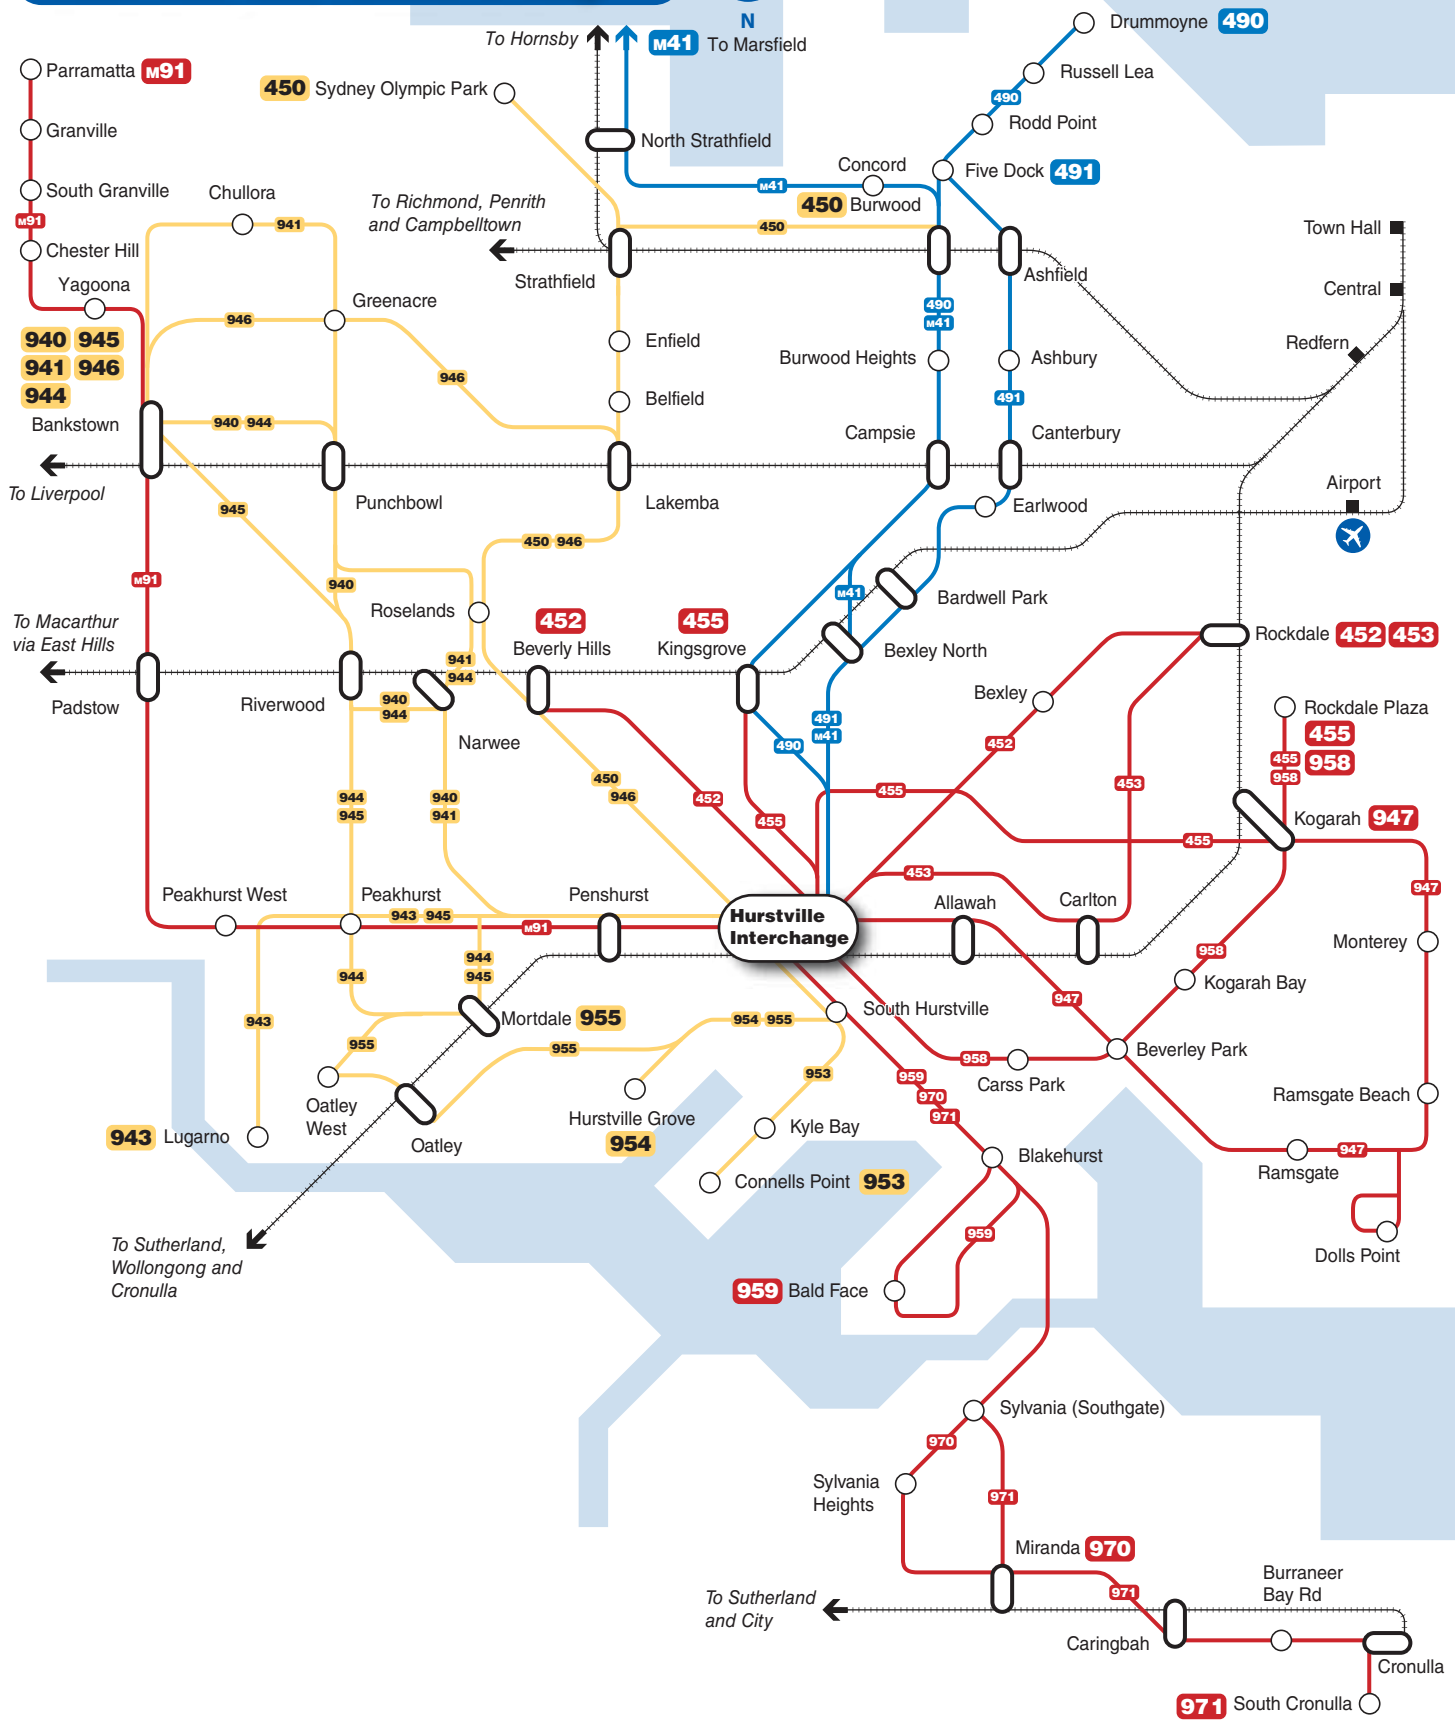 N
To Hornsby
M41 To Marsfield
Drummoyne 490
Russell Lea
490
Rodd Point
Parramatta M91
450 Sydney Olympic Park
Granville
North Strathfield
Concord
Five Dock 491
South Granville
M91
Chester Hill
Chullora
941
M41
To Richmond, Penrith
and Campbelltown
450 Burwood
450
Town Hall
Yagoona
Strathfield
Ashfield
Central
Greenacre
946
490
M41
Redfern
940 945
941 946
944
Bankstown
Enfield
Burwood Heights
Ashbury
946
Belfield
491
940 944
Campsie
Canterbury
To Liverpool
Punchbowl
Lakemba
Airport
945
Earlwood
450 946
M91
940
M41
Bardwell Park
Roselands
452
Beverly Hills
455
Kingsgrove
To Macarthur
via East Hills
Rockdale 452 453
Bexley North
941
944
Padstow
Riverwood
940
944
Bexley
Rockdale Plaza
455
958
491
M41
Narwee
490
452
455
958
450
946
453
944
945
940
941
452
455
455
Kogarah 947
455
453
947
Peakhurst West
Peakhurst
Penshurst
Allawah
Carlton
943 945
M91
Hurstville
Interchange
Monterey
944
945
958
944
Kogarah Bay
947
943
Mortdale 955
South Hurstville
954 955
955
955
Beverley Park
958
Carss Park
953
959
970
971
Ramsgate Beach
Oatley
West
Hurstville Grove
954
Kyle Bay
943 Lugarno
Oatley
Blakehurst
947
Ramsgate
Connells Point 953
959
To Sutherland,
Wollongong and
Cronulla
Dolls Point
959 Bald Face
Sylvania (Southgate)
970
Sylvania
Heights
971
Miranda 970
Burraneer
Bay Rd
971
To Sutherland
and City
Caringbah
Cronulla
971 South Cronulla